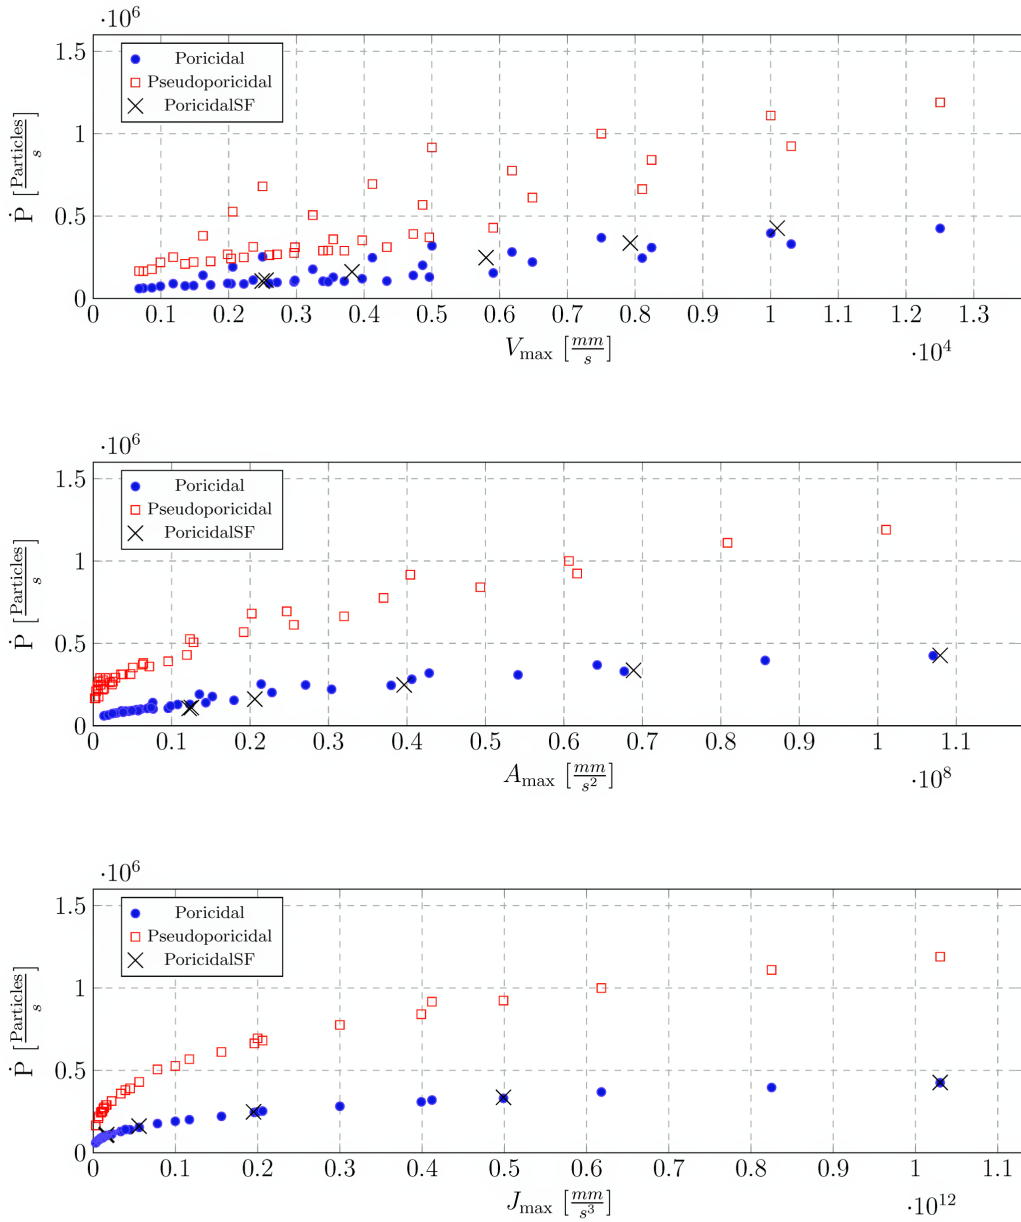 ·10^6
1.5
1
0.5
0
Ṗ [Particles/s]
Poricidal
Pseudoporicidal
PoricidalSF
0 0.1 0.2 0.3 0.4 0.5 0.6 0.7 0.8 0.9 1 1.1 1.2 1.3
V_max [mm/s]
·10^4
·10^6
1.5
1
0.5
0
Ṗ [Particles/s]
Poricidal
Pseudoporicidal
PoricidalSF
0 0.1 0.2 0.3 0.4 0.5 0.6 0.7 0.8 0.9 1 1.1
A_max [mm/s^2]
·10^8
·10^6
1.5
1
0.5
0
Ṗ [Particles/s]
Poricidal
Pseudoporicidal
PoricidalSF
0 0.1 0.2 0.3 0.4 0.5 0.6 0.7 0.8 0.9 1 1.1
J_max [mm/s^3]
·10^12